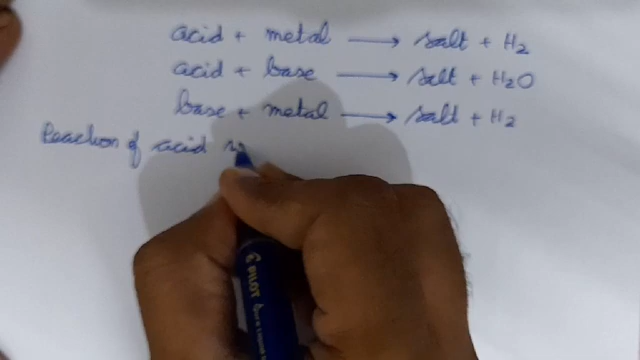 acid + metal ⟶ salt + H₂
acid + base ⟶ salt + H₂O
base + metal ⟶ salt + H₂
Reaction of acid
PILOT